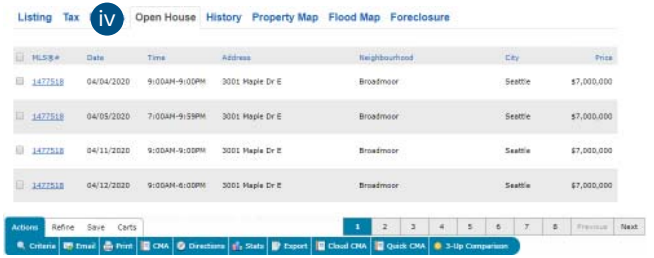 Listing Tax iv Open House History Property Map Flood Map Foreclosure
MLS®# Date Time Address Neighbourhood City Price
1477518 04/04/2020 9:00AM-9:00PM 3001 Maple Dr E Broadmoor Seattle $7,000,000
1477518 04/05/2020 7:00AM-9:59PM 3001 Maple Dr E Broadmoor Seattle $7,000,000
1477518 04/11/2020 9:00AM-9:00PM 3001 Maple Dr E Broadmoor Seattle $7,000,000
1477518 04/12/2020 9:00AM-6:00PM 3001 Maple Dr E Broadmoor Seattle $7,000,000
Actions Refine Save Carts 1 2 3 4 5 6 7 8 Previous Next
Criteria Email Print CMA Directions Stats Export Cloud CMA Quick CMA 3-Up Comparison